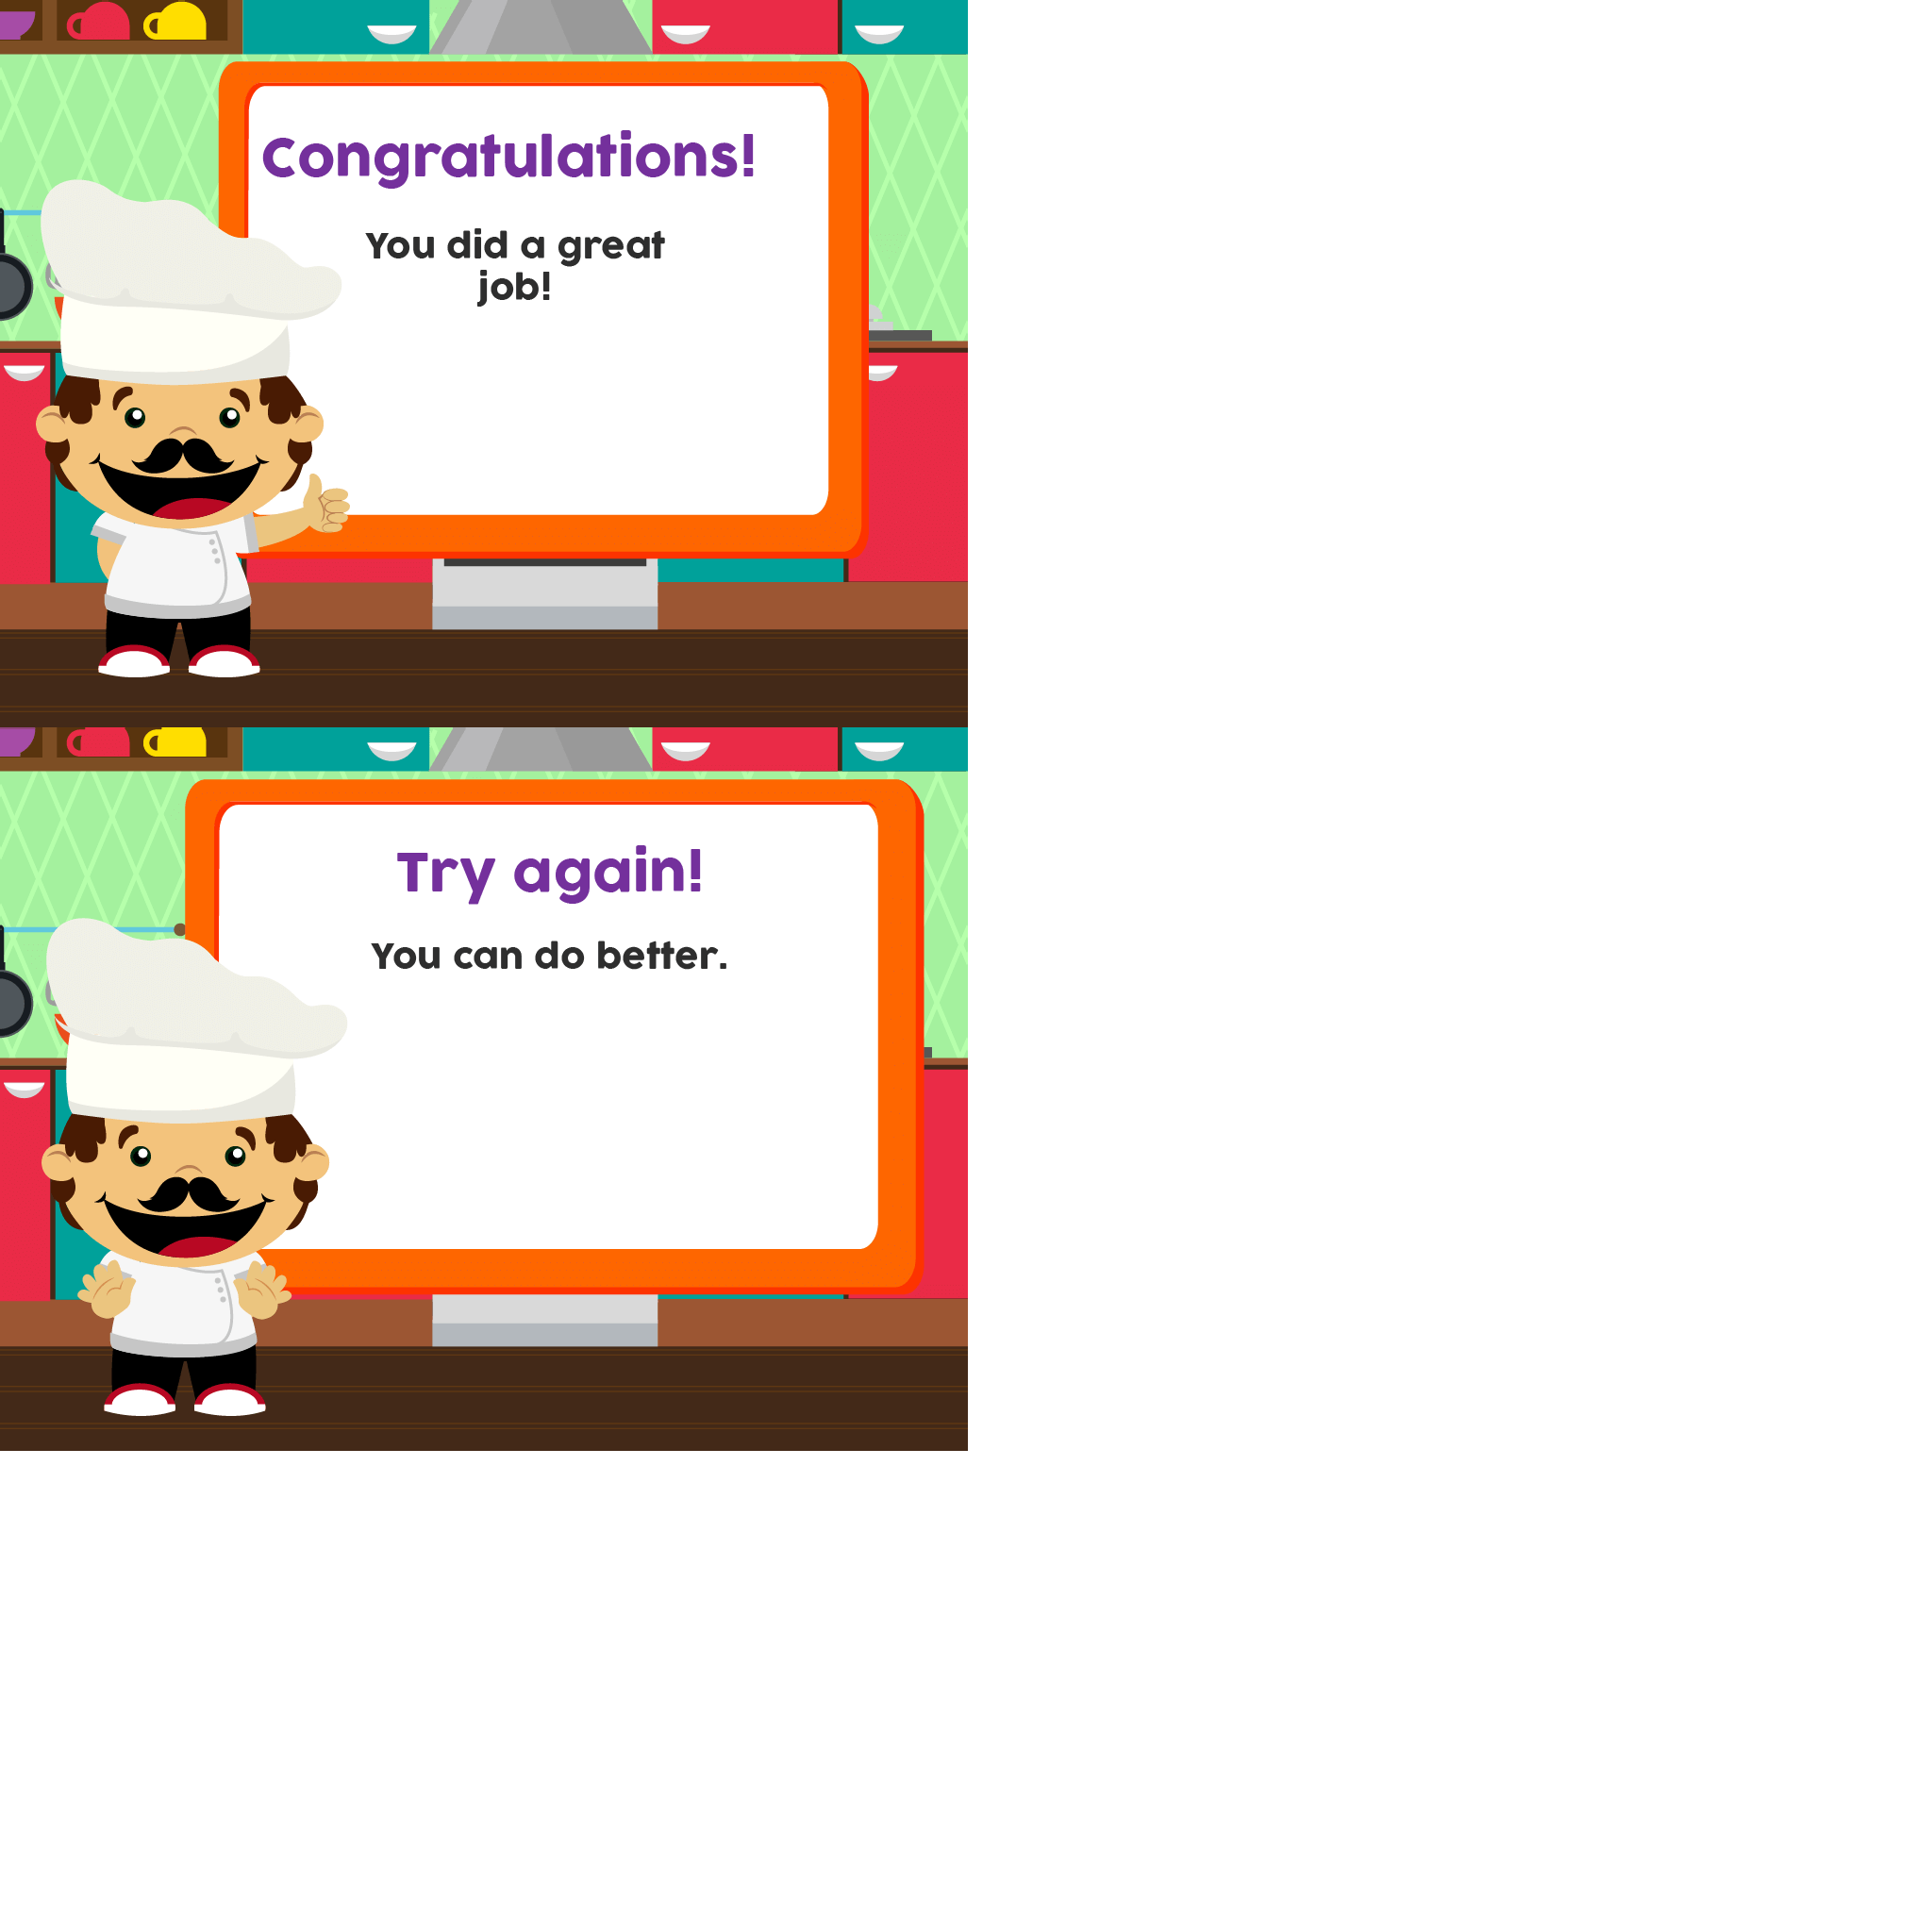 Congratulations!
You did a great
job!
Try again!
You can do better.